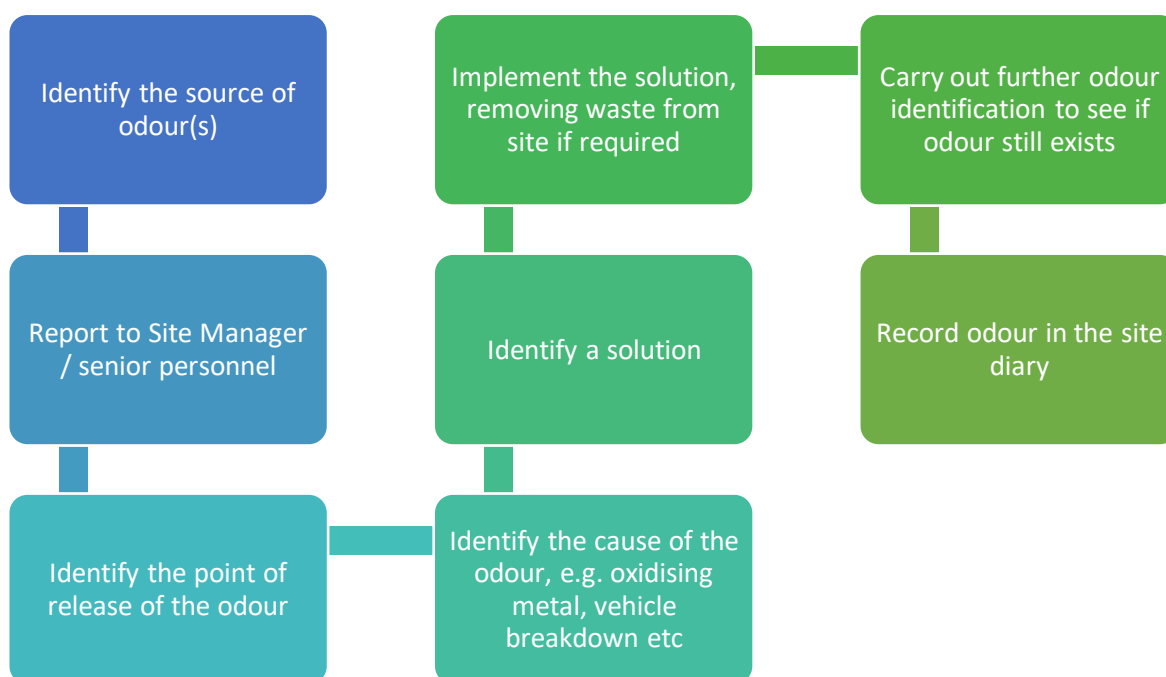 Identify the source of
odour(s)
Report to Site Manager
/ senior personnel
Identify the point of
release of the odour
Identify the cause of the
odour, e.g. oxidising
metal, vehicle
breakdown etc
Identify a solution
Implement the solution,
removing waste from
site if required
Carry out further odour
identification to see if
odour still exists
Record odour in the site
diary